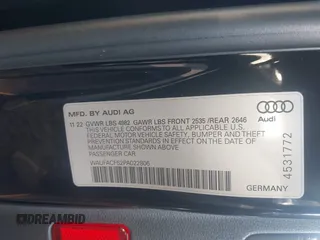 MFD. BY AUDI AG
11 22 GVWR LBS 4982 GAWR LBS FRONT 2535 /REAR 2646
THIS VEHICLE CONFORMS TO ALL APPLICABLE U.S.
FEDERAL MOTOR VEHICLE SAFETY, BUMPER AND THEFT
PREVENTION STANDARDS IN EFFECT ON THE DATE OF
MANUFACTURE SHOWN ABOVE.
PASSENGER CAR
Audi
4531772
GERMANY
DREAMBID